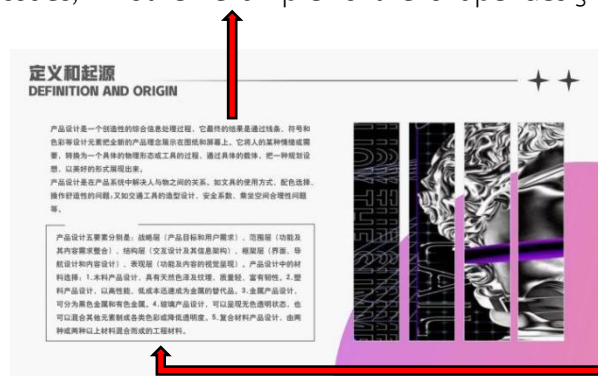 定义和起源
DEFINITION AND ORIGIN
产品设计是一个创造性的综合信息处理过程，它最终的结果是通过线条、符号和
色彩等设计元素把全新的产品理念展示在图纸和屏幕上。它将人的某种情绪或需
要，转换为一个具体的物理形态或工具的过程，通过具体的载体，把一种规划设
想，以美好的形式展现出来。
产品设计是在产品系统中解决人与物之间的关系。如文具的使用方式、配色选择、
操作舒适性的问题；又如交通工具的造型设计、安全系数、乘坐空间合理性问题
等。
产品设计五要素分别是：战略层（产品目标和用户需求）、范围层（功能及
其内容需求整合）、结构层（交互设计及其信息架构）、框架层（界面、导
航设计和内容设计）、表现层（功能及内容的视觉呈现）。产品设计中的材
料选择：1.木料产品设计，具有天然色泽及纹理、质量轻、富有韧性。2.塑
料产品设计，以高性能、低成本迅速成为金属的替代品。3.金属产品设计，
可分为黑色金属和有色金属。4.玻璃产品设计，可以呈现无色透明状态，也
可以混合其他元素制成各类色彩或降低透明度。5.复合材料产品设计，由两
种或两种以上材料混合而成的工程材料。